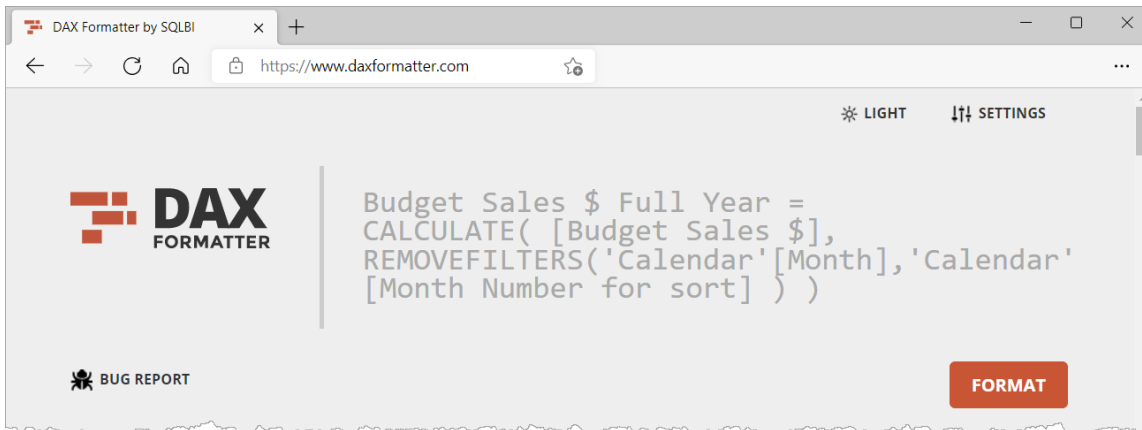 DAX Formatter by SQLBI
https://www.daxformatter.com
LIGHT
SETTINGS
DAX
FORMATTER
Budget Sales $ Full Year =
CALCULATE( [Budget Sales $],
REMOVEFILTERS('Calendar'[Month],'Calendar'
[Month Number for sort] ) )
BUG REPORT
FORMAT